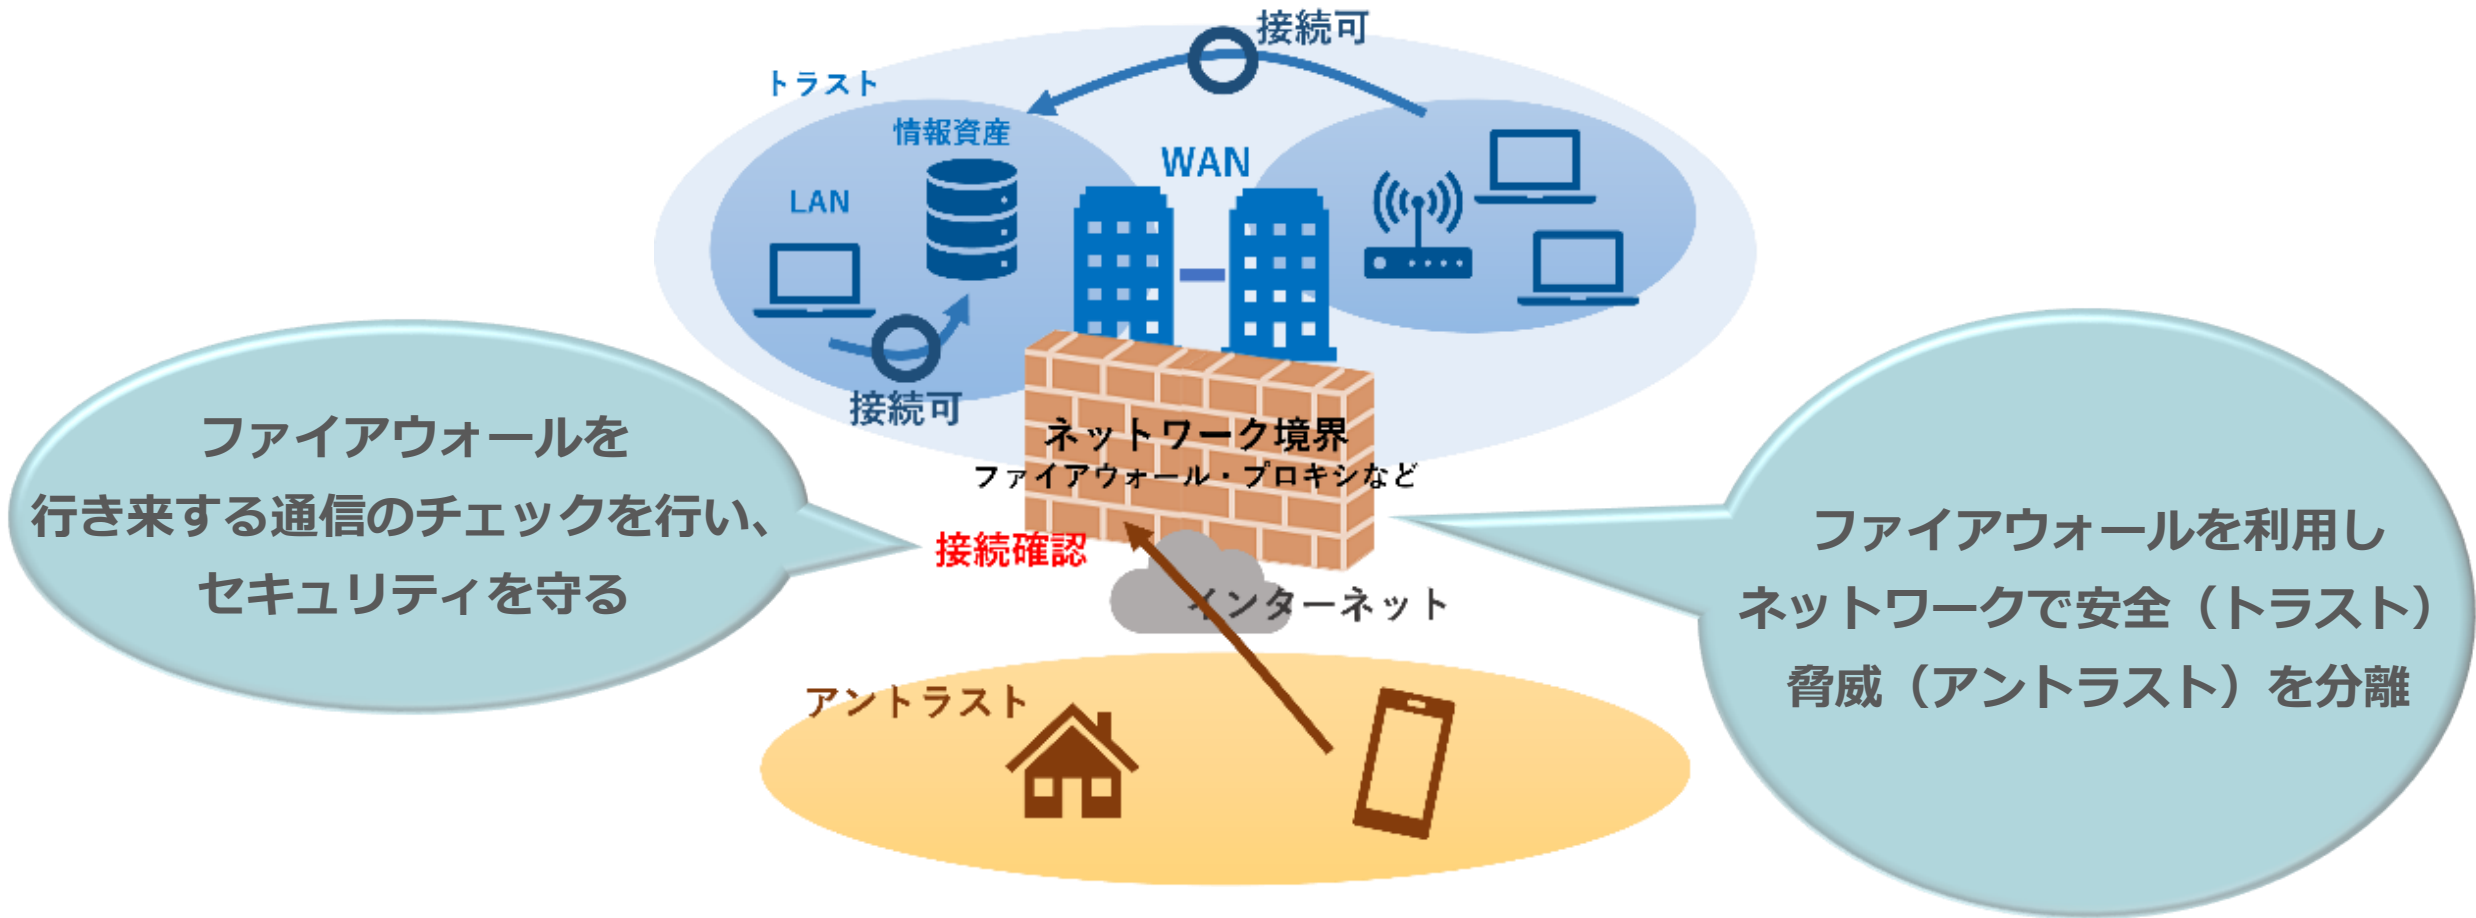 接続可
トラスト
情報資産
WAN
LAN
接続可
ネットワーク境界
ファイアウォール・プロキシなど
接続確認
インターネット
アントラスト
ファイアウォールを
行き来する通信のチェックを行い、
セキュリティを守る
ファイアウォールを利用し
ネットワークで安全（トラスト）
脅威（アントラスト）を分離